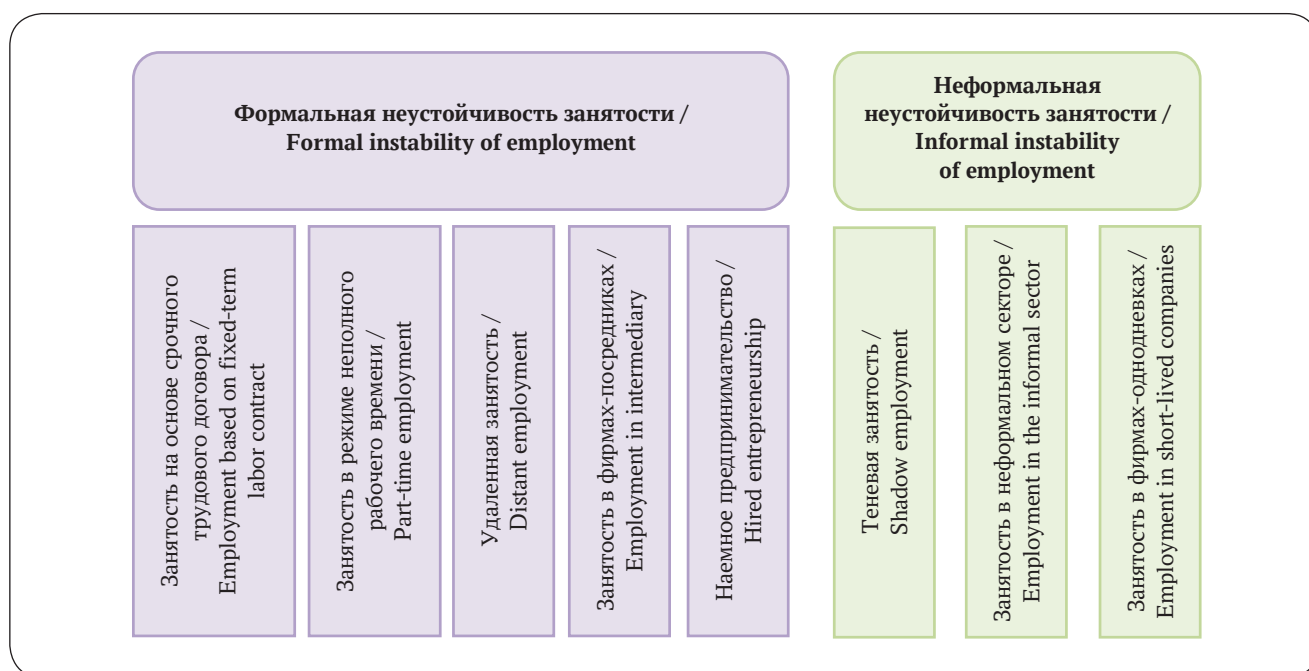 Формальная неустойчивость занятости /
Formal instability of employment
Неформальная
неустойчивость занятости /
Informal instability
of employment
Занятость на основе срочного
трудового договора /
Employment based on fixed-term
labor contract
Занятость в режиме неполного
рабочего времени /
Part-time employment
Удаленная занятость /
Distant employment
Занятость в фирмах-посредниках /
Employment in intermediary
Наемное предпринимательство /
Hired entrepreneurship
Теневая занятость /
Shadow employment
Занятость в неформальном секторе /
Employment in the informal sector
Занятость в фирмах-однодневках /
Employment in short-lived companies